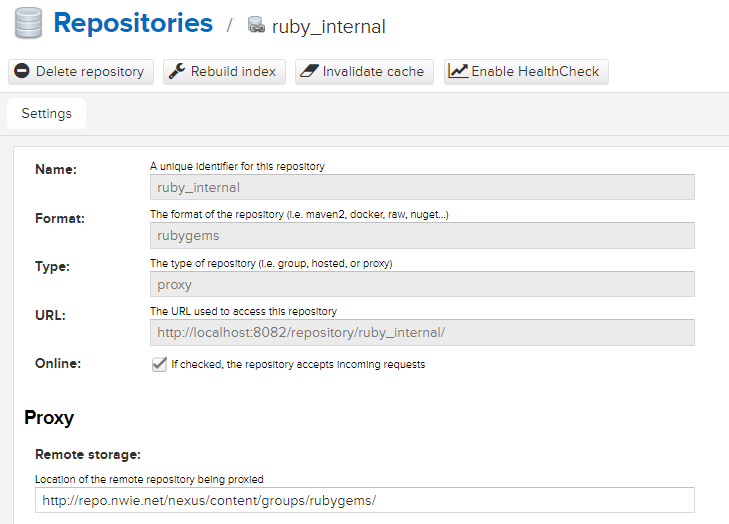 Repositories / ruby_internal
Delete repository Rebuild index Invalidate cache Enable HealthCheck
Settings
Name: A unique identifier for this repository
ruby_internal
Format: The format of the repository (i.e. maven2, docker, raw, nuget...)
rubygems
Type: The type of repository (i.e. group, hosted, or proxy)
proxy
URL: The URL used to access this repository
http://localhost:8082/repository/ruby_internal/
Online: If checked, the repository accepts incoming requests
Proxy
Remote storage:
Location of the remote repository being proxied
http://repo.nwie.net/nexus/content/groups/rubygems/